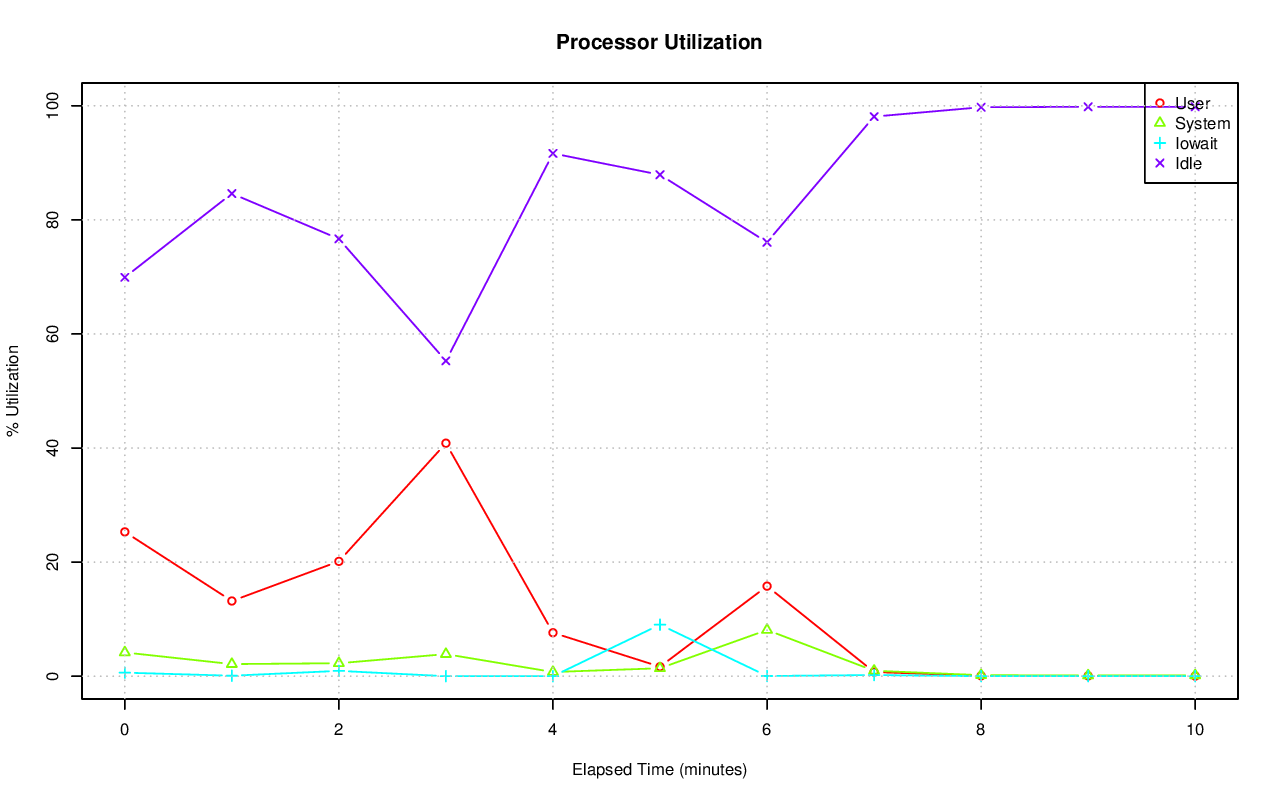 Processor Utilization
% Utilization
100
80
60
40
20
0
User
System
Iowait
Idle
0 2 4 6 8 10
Elapsed Time (minutes)